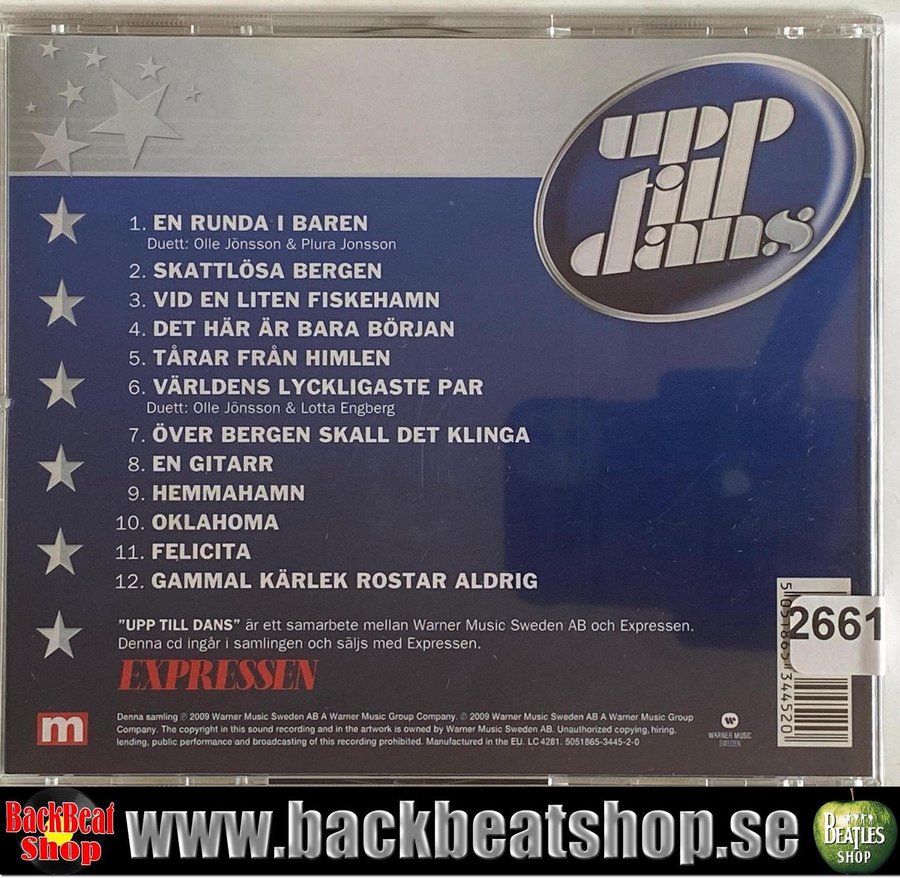 upp
till
dans
1. EN RUNDA I BAREN
Duett: Olle Jönsson & Plura Jonsson
2. SKATTLÖSA BERGEN
3. VID EN LITEN FISKEHAMN
4. DET HÄR ÄR BARA BÖRJAN
5. TÅRAR FRÅN HIMLEN
6. VÄRLDENS LYCKLIGASTE PAR
Duett: Olle Jönsson & Lotta Engberg
7. ÖVER BERGEN SKALL DET KLINGA
8. EN GITARR
9. HEMMAHAMN
10. OKLAHOMA
11. FELICITA
12. GAMMAL KÄRLEK ROSTAR ALDRIG
"UPP TILL DANS" är ett samarbete mellan Warner Music Sweden AB och Expressen.
Denna cd ingår i samlingen och säljs med Expressen.
EXPRESSEN
2661
m
Denna samling ℗ 2009 Warner Music Sweden AB A Warner Music Group Company. © 2009 Warner Music Sweden AB A Warner Music Group
Company. The copyright in this sound recording and in the artwork is owned by Warner Music Sweden AB. Unauthorized copying, hiring,
lending, public performance and broadcasting of this recording prohibited. Manufactured in the EU. LC 4281. 5051865-3445-2-0
WARNER MUSIC
SWEDEN
BackBeat
Shop
www.backbeatshop.se
BEATLES
SHOP